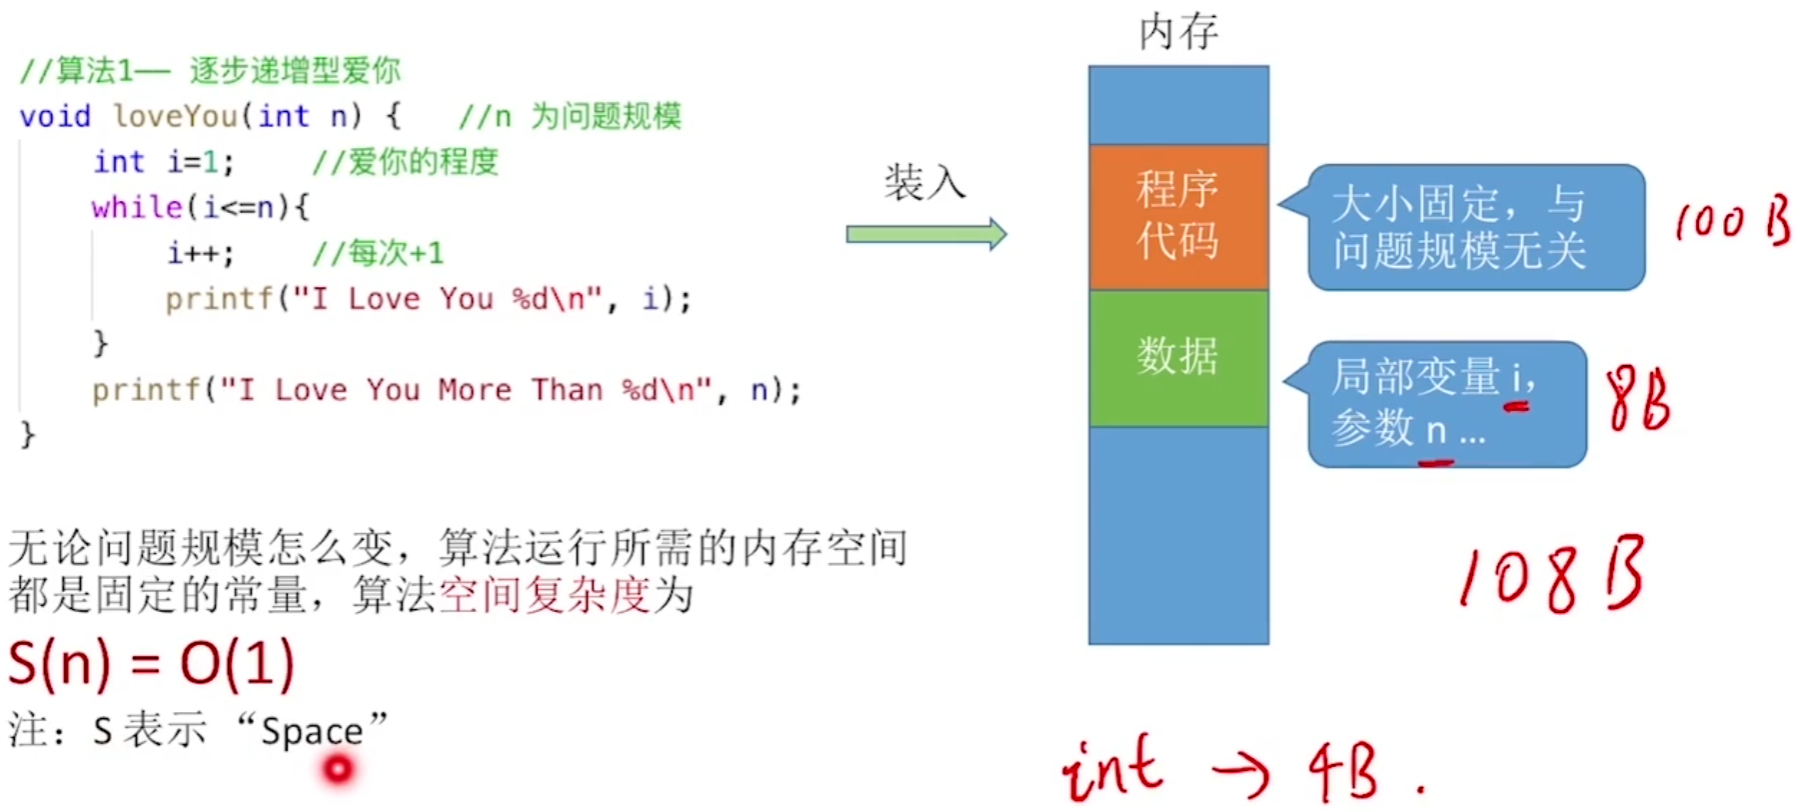 //算法1—— 逐步递增型爱你
void loveYou(int n) {   //n 为问题规模
    int i=1;    //爱你的程度
    while(i<=n){
        i++;    //每次+1
        printf("I Love You %d\n", i);
    }
    printf("I Love You More Than %d\n", n);
}
无论问题规模怎么变，算法运行所需的内存空间
都是固定的常量，算法空间复杂度为
S(n) = O(1)
注：S 表示 “Space”
装入
内存
程序
代码
大小固定，与
问题规模无关
100 B
数据
局部变量 i，
参数 n ...
8B
108 B
int → 4B .